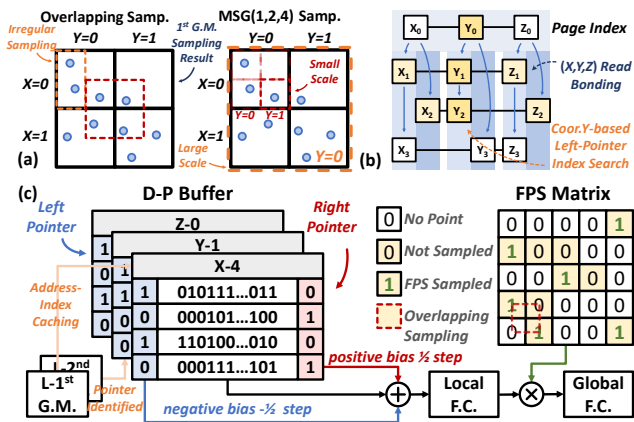 Overlapping Samp.
Y=0 Y=1
Irregular
Sampling
1st G.M.
Sampling
Result
X=0
X=1
(a)
MSG(1,2,4) Samp.
Y=0 Y=1
Small
Scale
Y=0 Y=1
Large
Scale
Y=0
X0 Y0 Z0 Page Index
X1 Y1 Z1
(X,Y,Z) Read
Bonding
X2 Y2 Z2
X3 Y3 Z3
Coor.Y-based
Left-Pointer
Index Search
(b)
(c)
D-P Buffer
Left
Pointer
Right
Pointer
Z-0
1
0
1
0
Y-1
1
1
1
X-4
1 010111...011 0
0 000101...100 1
1 110100...010 0
0 000111...101 1
Address-
Index
Caching
L-2nd
L-1st
G.M.
Pointer
Identified
positive bias ½ step
negative bias -½ step
+
Local
F.C.
×
Global
F.C.
FPS Matrix
0 No Point
0 Not Sampled
1 FPS Sampled
Overlapping
Sampling
0 0 0 0 1
1 0 0 0 0
0 0 1 0 0
1 0 0 0 0
0 1 0 0 1